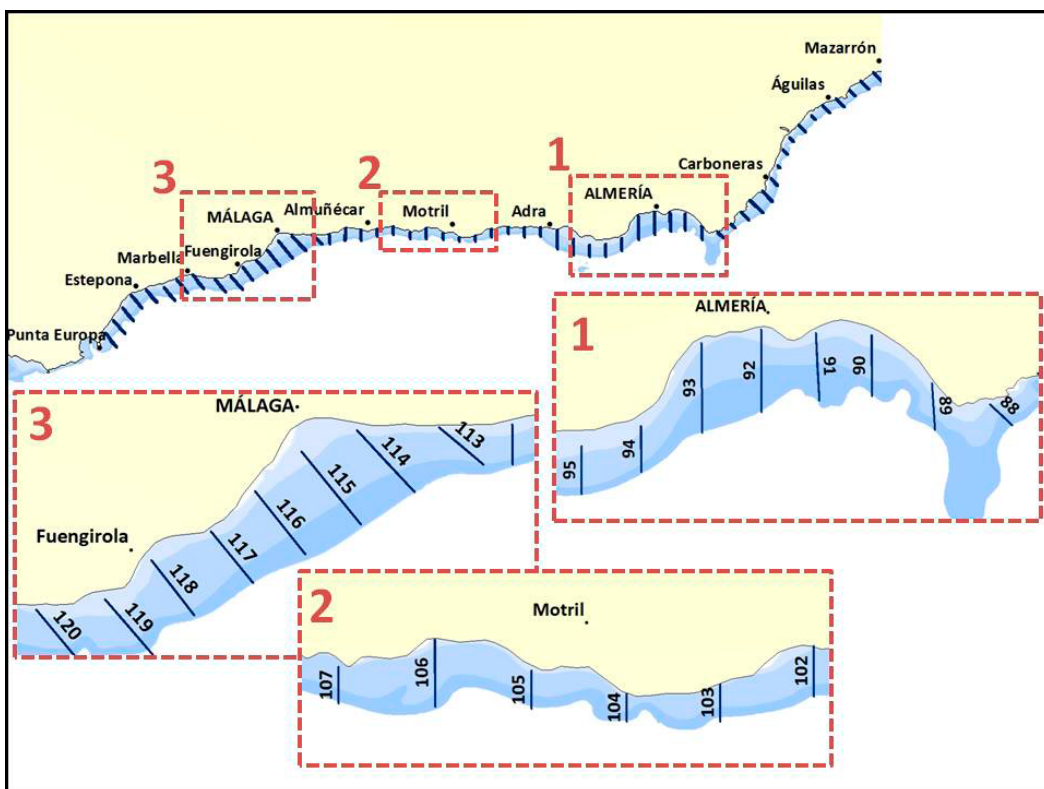 Mazarrón
Águilas
Carboneras
1
ALMERÍA
2
3
MÁLAGA
Almuñécar
Motril
Adra
Fuengirola
Marbella
Estepona
Punta Europa
1
ALMERÍA
95
94
93
92
91
90
89
88
3
MÁLAGA
113
114
115
116
Fuengirola
117
118
119
120
2
Motril
107
106
105
104
103
102